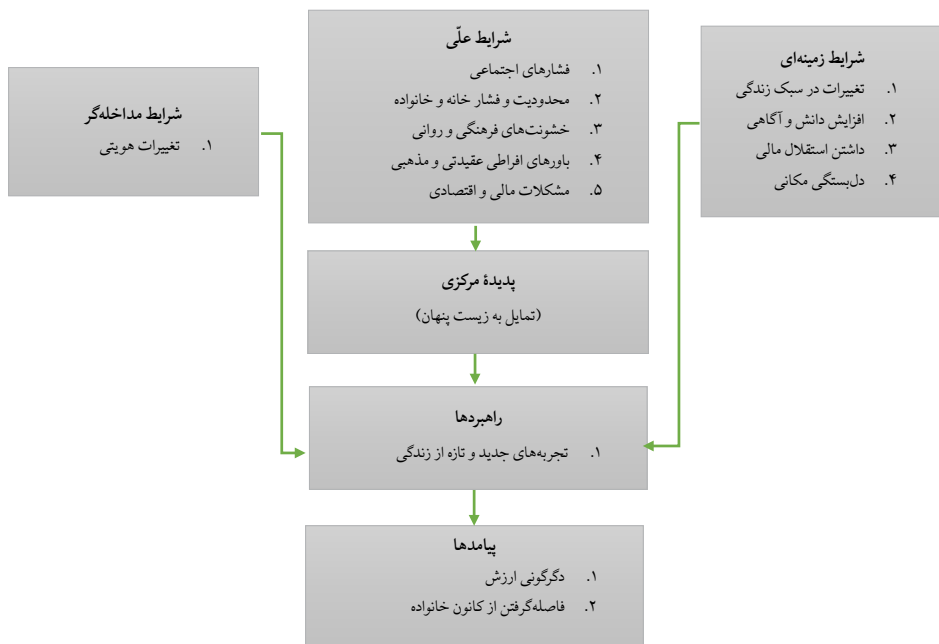 شرایط علّی
۱. فشارهای اجتماعی
۲. محدودیت و فشار خانه و خانواده
۳. خشونت‌های فرهنگی و روانی
۴. باورهای افراطی عقیدتی و مذهبی
۵. مشکلات مالی و اقتصادی
شرایط زمینه‌ای
۱. تغییرات در سبک زندگی
۲. افزایش دانش و آگاهی
۳. داشتن استقلال مالی
۴. دل‌بستگی مکانی
شرایط مداخله‌گر
۱. تغییرات هویتی
پدیدۀ مرکزی
(تمایل به زیست پنهان)
راهبردها
۱. تجربه‌های جدید و تازه از زندگی
پیامدها
۱. دگرگونی ارزش
۲. فاصله‌گرفتن از کانون خانواده